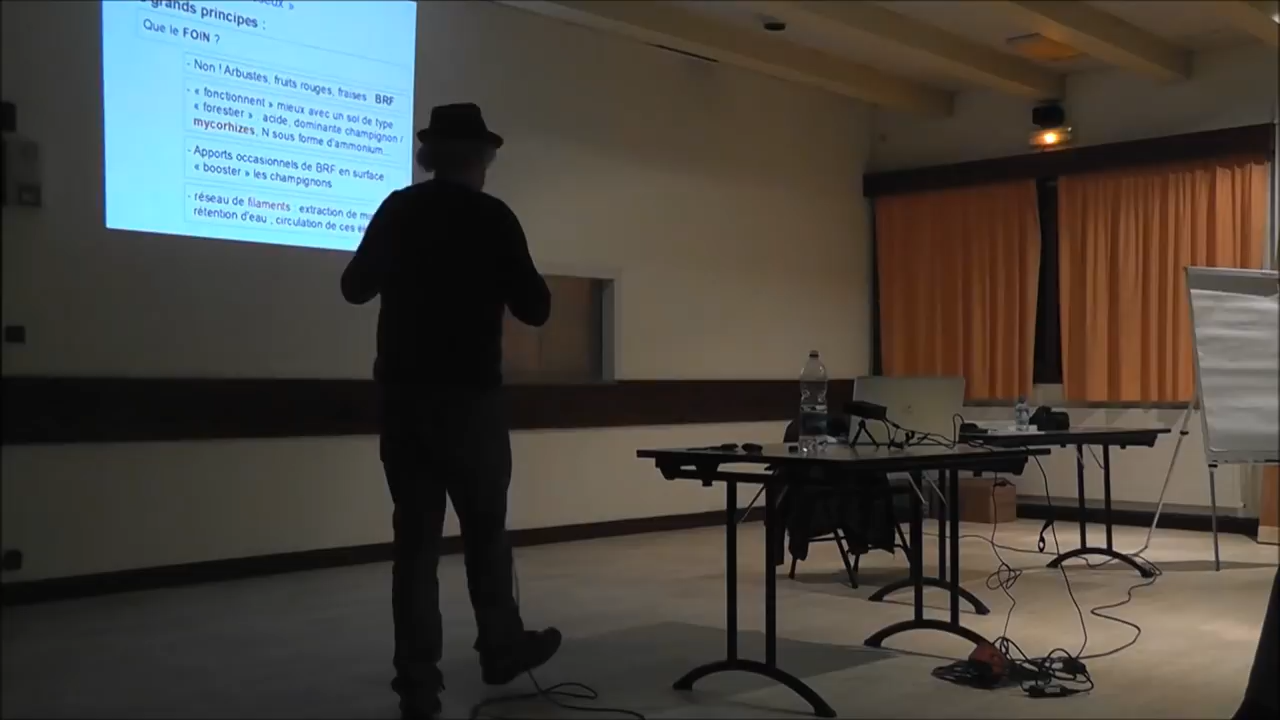 grands principes :
Que le FOIN ?
- Non ! Arbustes, fruits rouges, fraises : BRF
- « fonctionnent » mieux avec un sol de type
« forestier » : acide, dominante champignon /
mycorhizes, N sous forme d'ammonium...
- Apports occasionnels de BRF en surface
« booster » les champignons
- réseau de filaments : extraction de
rétention d'eau ; circulation de ces